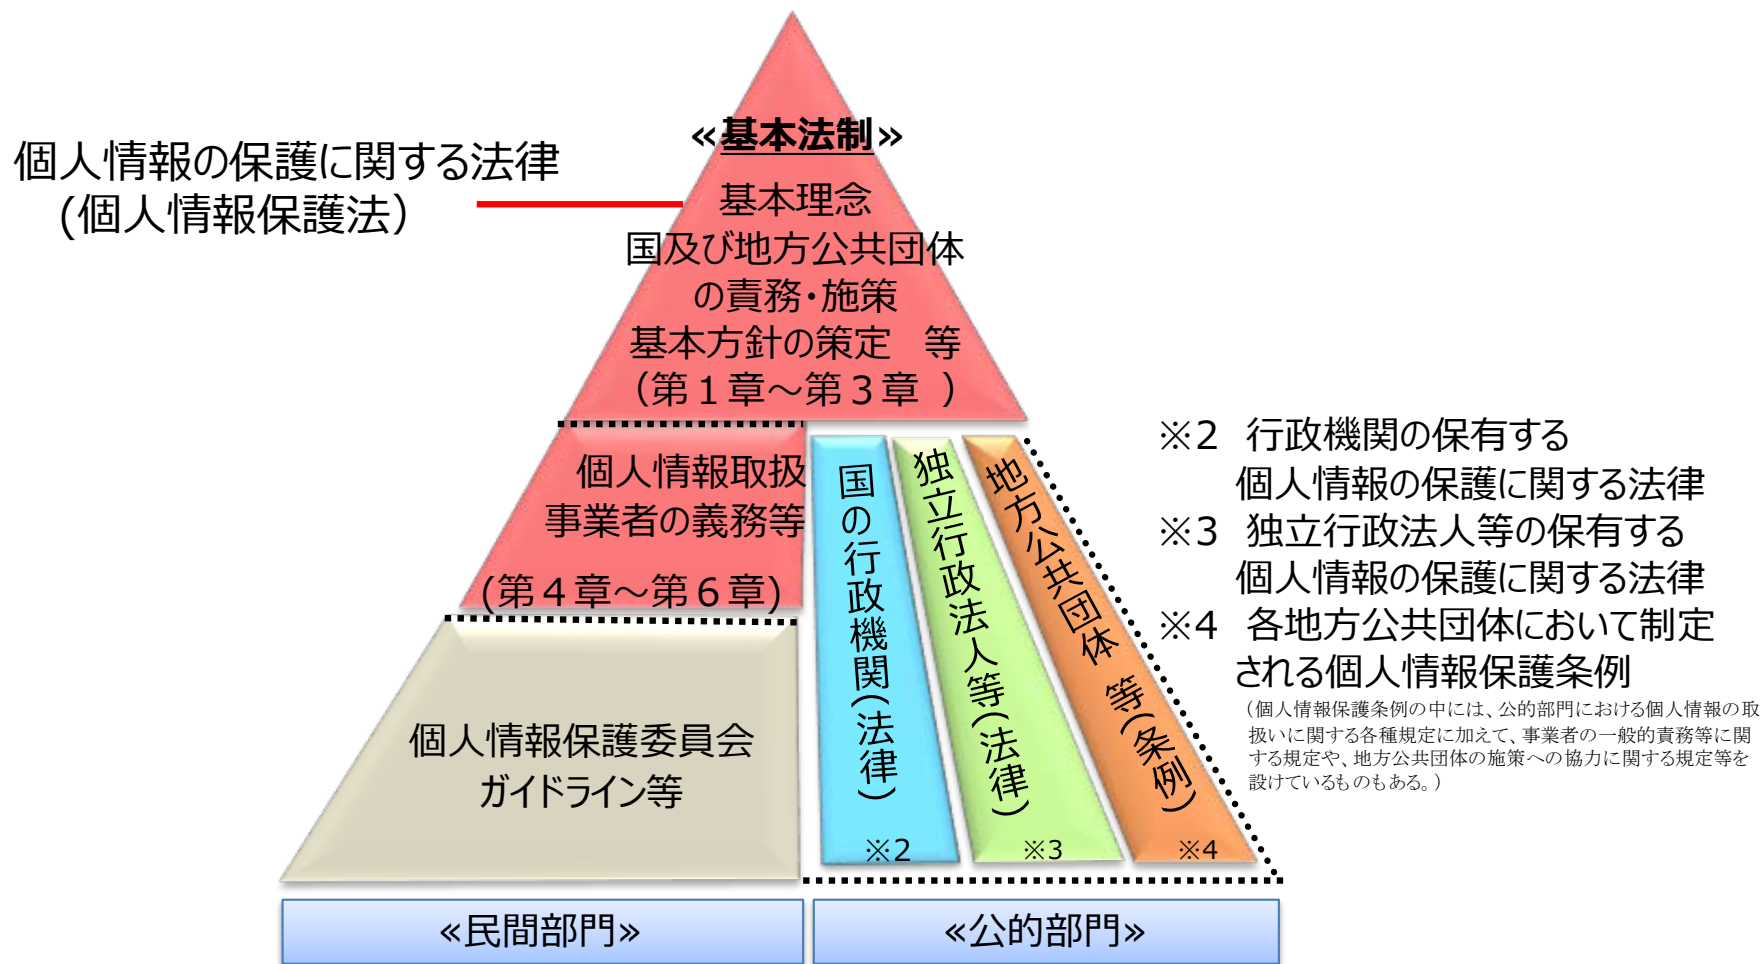 個人情報の保護に関する法律
(個人情報保護法）
«基本法制»
基本理念
国及び地方公共団体
の責務・施策
基本方針の策定　等
（第１章～第３章 ）
個人情報取扱
事業者の義務等
(第４章～第６章)
個人情報保護委員会
ガイドライン等
国の行政機関(法律)
※2
独立行政法人等(法律)
※3
地方公共団体 等(条例)
※4
※2　行政機関の保有する
個人情報の保護に関する法律
※3　独立行政法人等の保有する
個人情報の保護に関する法律
※4　各地方公共団体において制定
される個人情報保護条例
（個人情報保護条例の中には、公的部門における個人情報の取
扱いに関する各種規定に加えて、事業者の一般的責務等に関
する規定や、地方公共団体の施策への協力に関する規定等を
設けているものもある。）
«民間部門»
«公的部門»